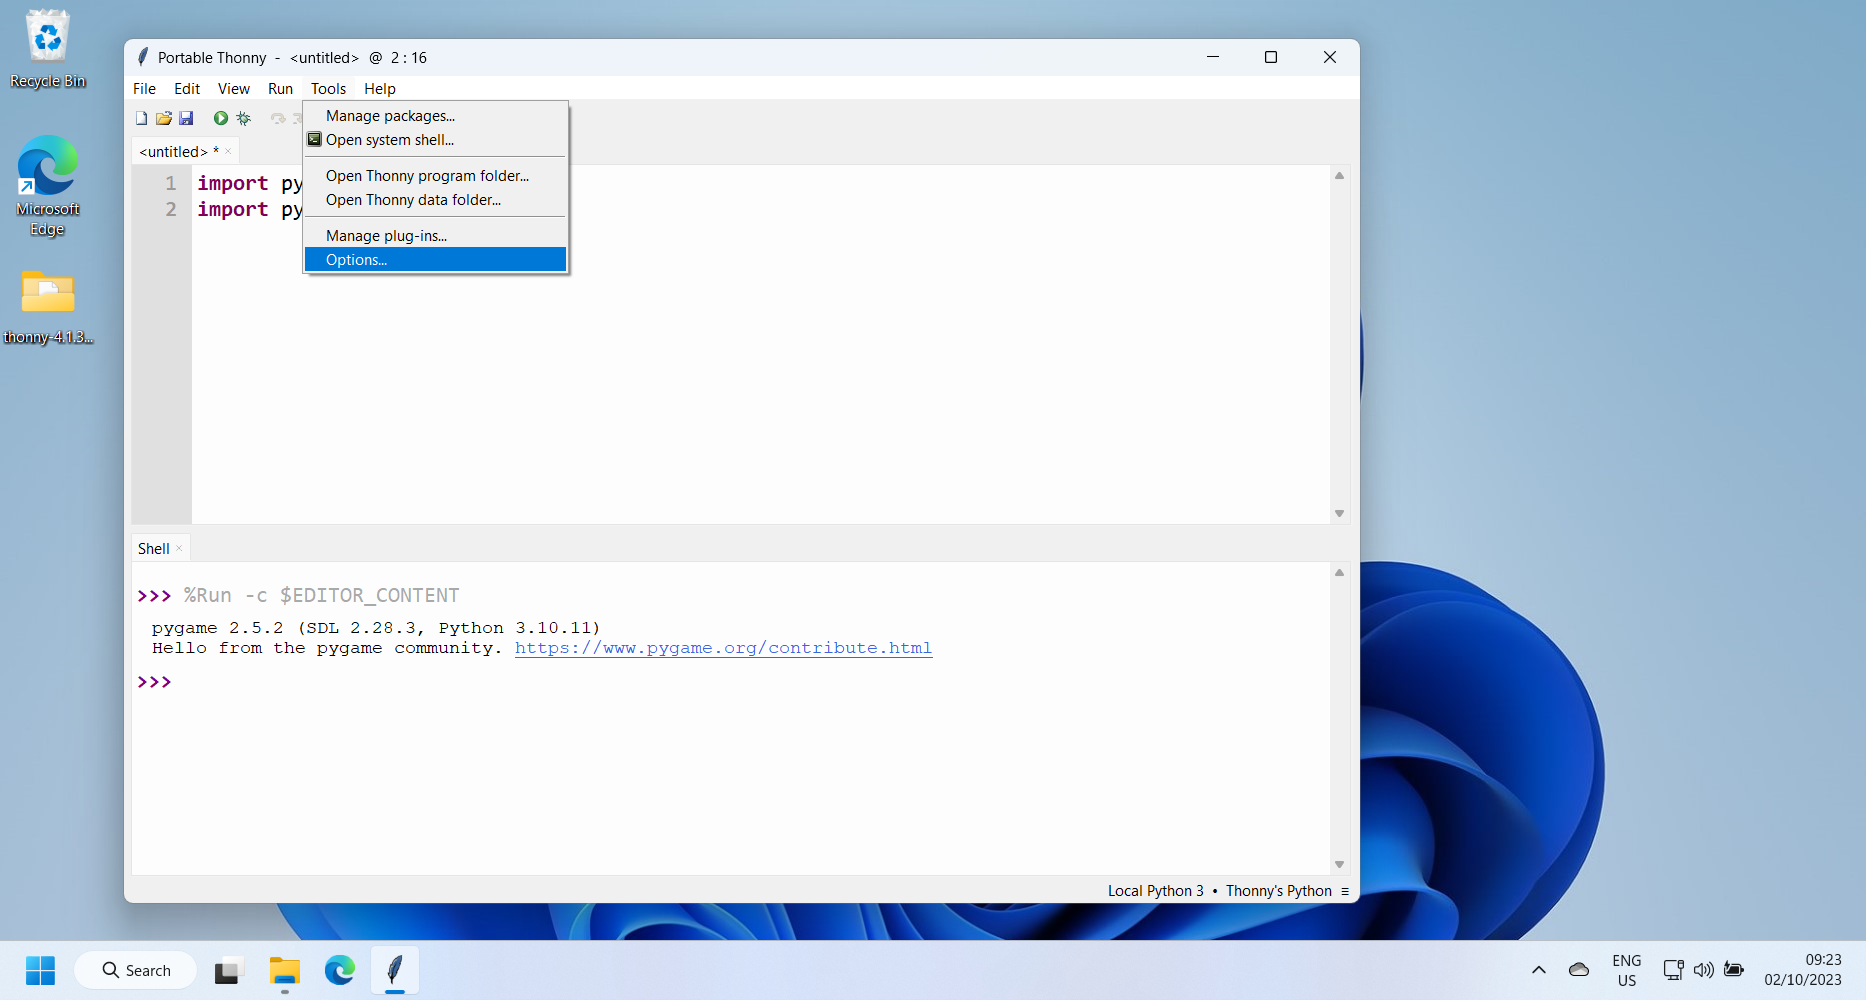 Recycle Bin
Microsoft
Edge
thonny-4.1.3...
Portable Thonny - <untitled> @ 2 : 16
File Edit View Run Tools Help
Manage packages...
Open system shell...
Open Thonny program folder...
Open Thonny data folder...
Manage plug-ins...
Options...
<untitled> * ×
1 import py
2 import py
Shell ×
>>> %Run -c $EDITOR_CONTENT
pygame 2.5.2 (SDL 2.28.3, Python 3.10.11)
Hello from the pygame community. https://www.pygame.org/contribute.html
>>>
Local Python 3 • Thonny's Python ≡
Search
ENG
US
09:23
02/10/2023